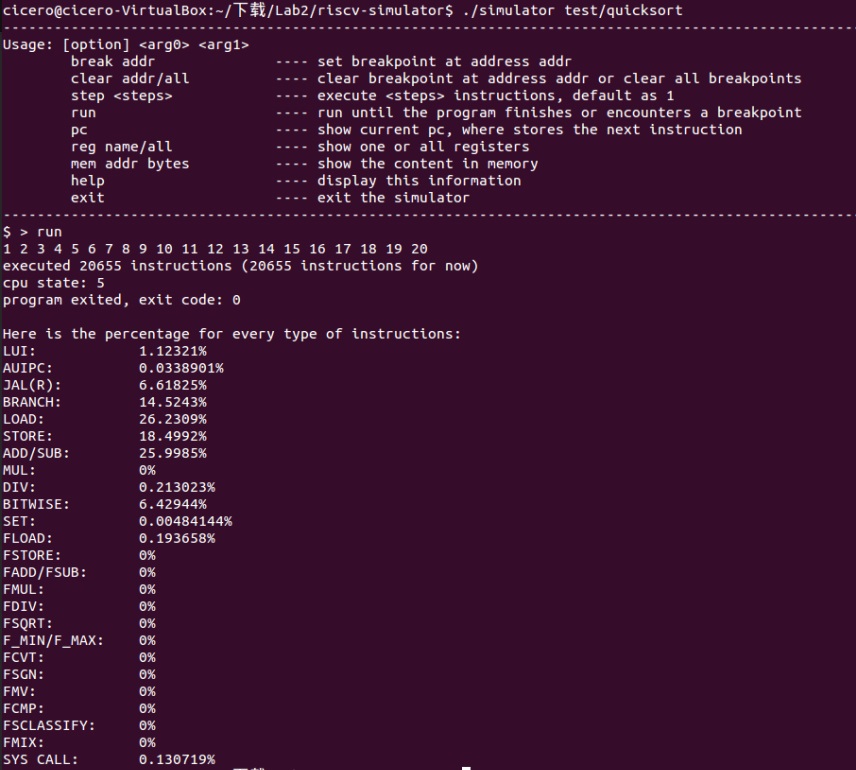 cicero@cicero-VirtualBox:~/下载/Lab2/riscv-simulator$ ./simulator test/quicksort
--------------------------------------------------------------------------------
Usage: [option] <arg0> <arg1>
        break addr              ---- set breakpoint at address addr
        clear addr/all          ---- clear breakpoint at address addr or clear all breakpoints
        step <steps>            ---- execute <steps> instructions, default as 1
        run                     ---- run until the program finishes or encounters a breakpoint
        pc                      ---- show current pc, where stores the next instruction
        reg name/all            ---- show one or all registers
        mem addr bytes          ---- show the content in memory
        help                    ---- display this information
        exit                    ---- exit the simulator
--------------------------------------------------------------------------------
$ > run
1 2 3 4 5 6 7 8 9 10 11 12 13 14 15 16 17 18 19 20
executed 20655 instructions (20655 instructions for now)
cpu state: 5
program exited, exit code: 0

Here is the percentage for every type of instructions:
LUI:            1.12321%
AUIPC:          0.0338901%
JAL(R):         6.61825%
BRANCH:         14.5243%
LOAD:           26.2309%
STORE:          18.4992%
ADD/SUB:        25.9985%
MUL:            0%
DIV:            0.213023%
BITWISE:        6.42944%
SET:            0.00484144%
FLOAD:          0.193658%
FSTORE:         0%
FADD/FSUB:      0%
FMUL:           0%
FDIV:           0%
FSQRT:          0%
F_MIN/F_MAX:    0%
FCVT:           0%
FSGN:           0%
FMV:            0%
FCMP:           0%
FSCLASSIFY:     0%
FMIX:           0%
SYS CALL:       0.130719%